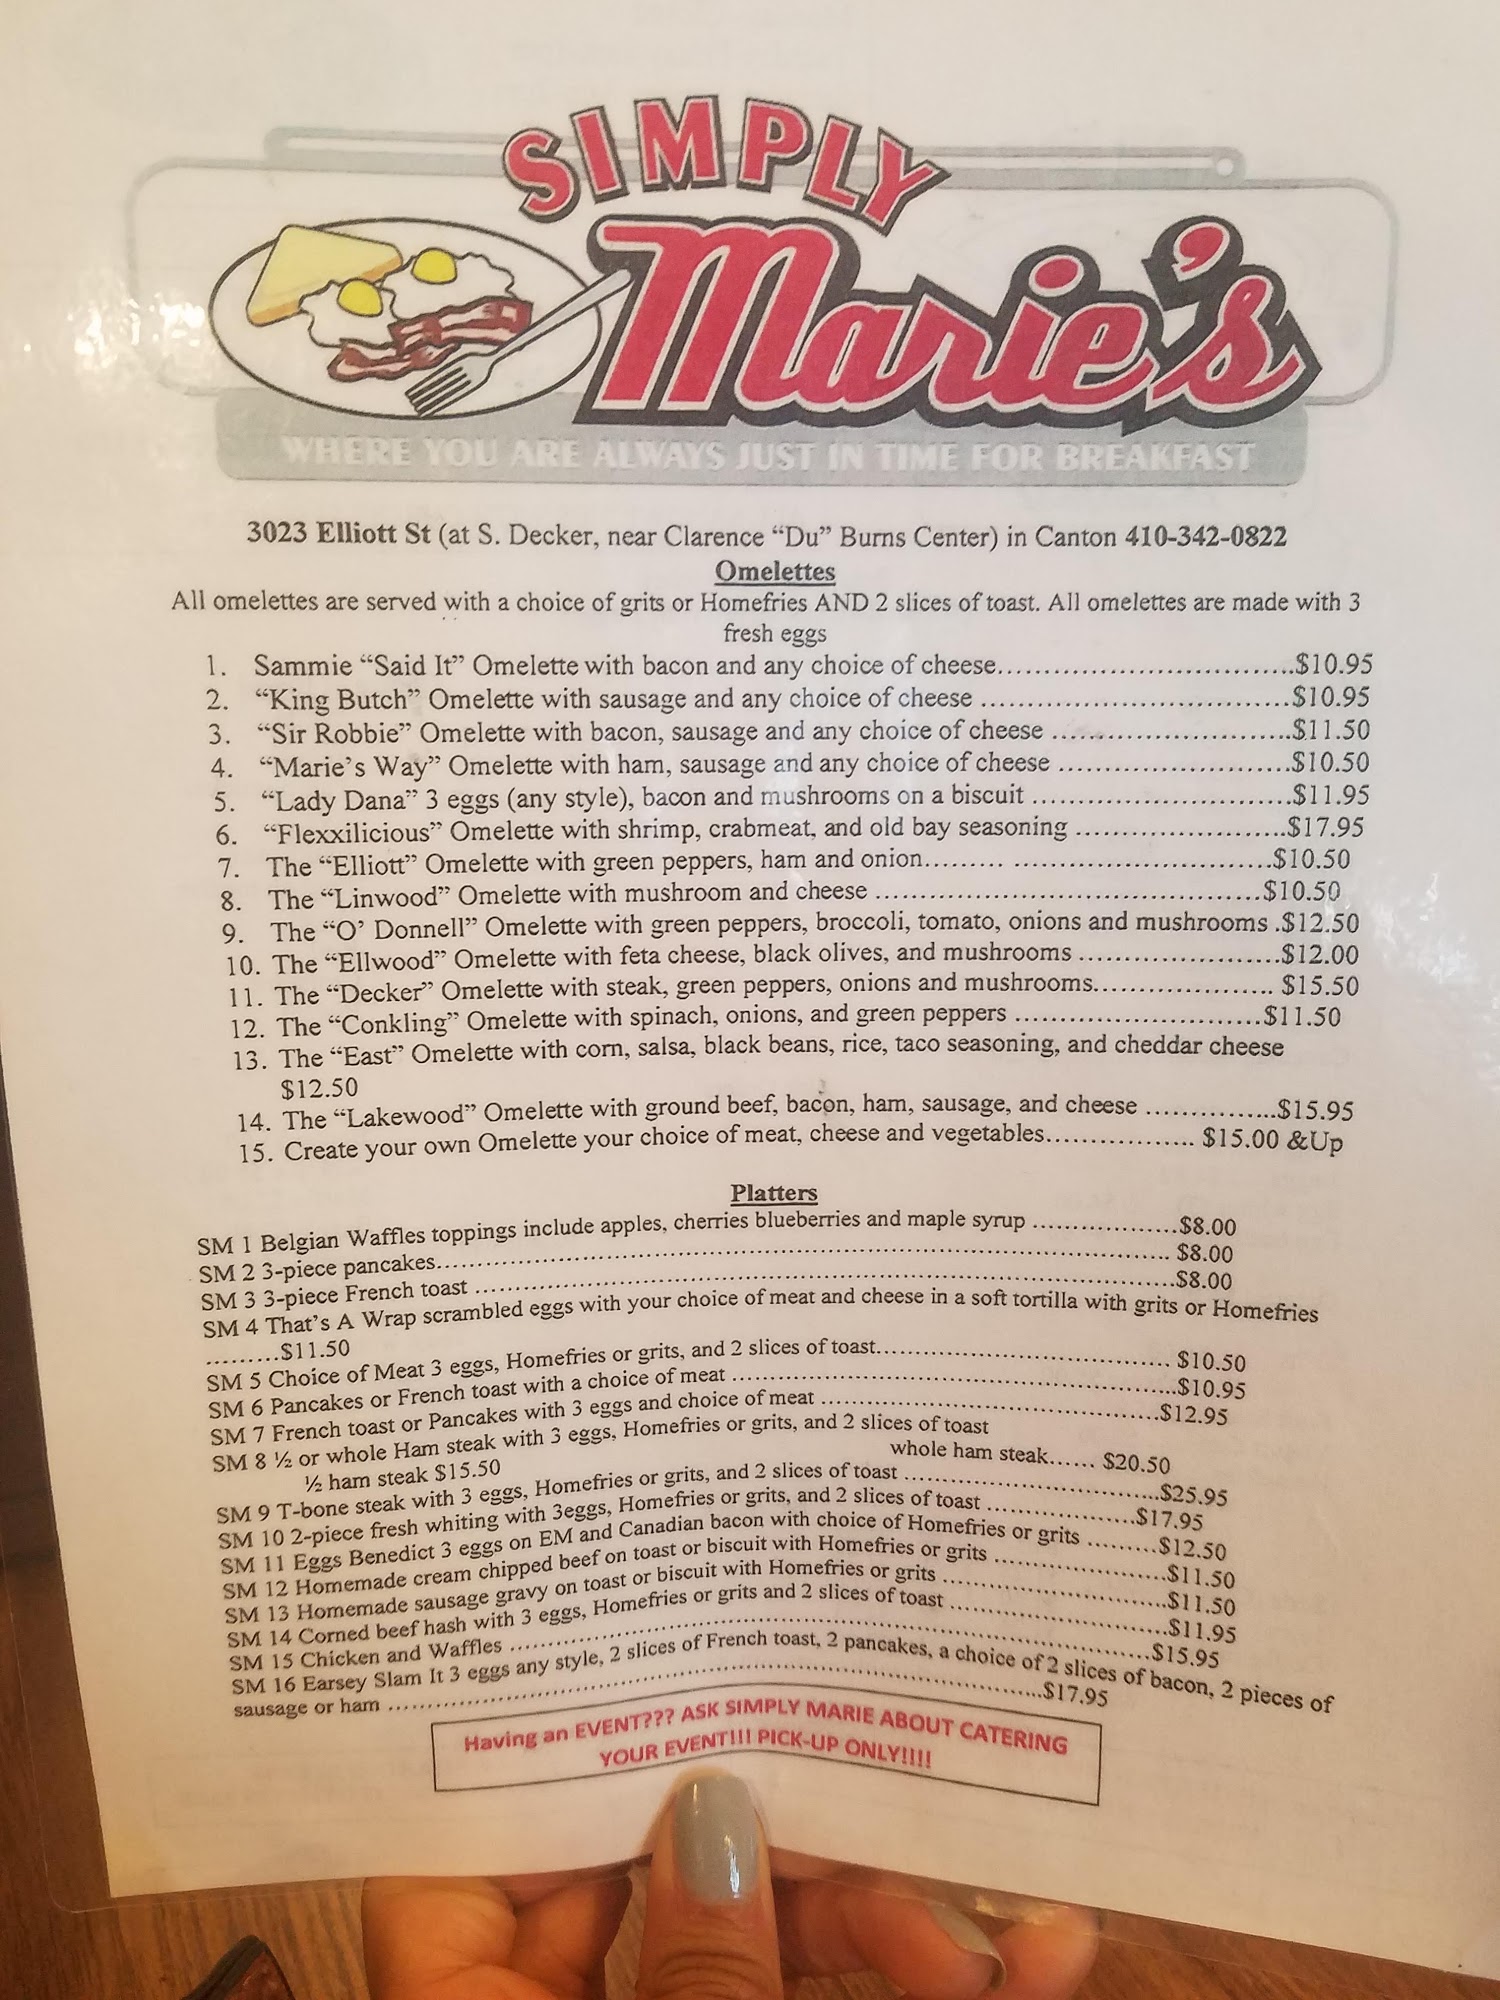 SIMPLY
Marie's
WHERE YOU ARE ALWAYS JUST IN TIME FOR BREAKFAST
3023 Elliott St (at S. Decker, near Clarence “Du” Burns Center) in Canton 410-342-0822
Omelettes
All omelettes are served with a choice of grits or Homefries AND 2 slices of toast. All omelettes are made with 3
fresh eggs
1. Sammie “Said It” Omelette with bacon and any choice of cheese....................................$10.95
2. “King Butch” Omelette with sausage and any choice of cheese ....................................$10.95
3. “Sir Robbie” Omelette with bacon, sausage and any choice of cheese ............................$11.50
4. “Marie's Way” Omelette with ham, sausage and any choice of cheese ...........................$10.50
5. “Lady Dana” 3 eggs (any style), bacon and mushrooms on a biscuit ..............................$11.95
6. “Flexxilicious” Omelette with shrimp, crabmeat, and old bay seasoning ........................$17.95
7. The “Elliott” Omelette with green peppers, ham and onion......... ..............................$10.50
8. The “Linwood” Omelette with mushroom and cheese .............................................$10.50
9. The “O' Donnell” Omelette with green peppers, broccoli, tomato, onions and mushrooms .$12.50
10. The “Ellwood” Omelette with feta cheese, black olives, and mushrooms .......................$12.00
11. The “Decker” Omelette with steak, green peppers, onions and mushrooms..................... $15.50
12. The “Conkling” Omelette with spinach, onions, and green peppers ............................$11.50
13. The “East” Omelette with corn, salsa, black beans, rice, taco seasoning, and cheddar cheese
$12.50
14. The “Lakewood” Omelette with ground beef, bacon, ham, sausage, and cheese ...............$15.95
15. Create your own Omelette your choice of meat, cheese and vegetables.................. $15.00 &Up
Platters
SM 1 Belgian Waffles toppings include apples, cherries blueberries and maple syrup ..................$8.00
SM 2 3-piece pancakes............................................................................................. $8.00
SM 3 3-piece French toast .........................................................................................$8.00
SM 4 That's A Wrap scrambled eggs with your choice of meat and cheese in a soft tortilla with grits or Homefries
.........$11.50
SM 5 Choice of Meat 3 eggs, Homefries or grits, and 2 slices of toast..................................... $10.50
SM 6 Pancakes or French toast with a choice of meat .......................................................$10.95
SM 7 French toast or Pancakes with 3 eggs and choice of meat ..........................................$12.95
SM 8 ½ or whole Ham steak with 3 eggs, Homefries or grits, and 2 slices of toast
½ ham steak $15.50 whole ham steak...... $20.50
SM 9 T-bone steak with 3 eggs, Homefries or grits, and 2 slices of toast ................................$25.95
SM 10 2-piece fresh whiting with 3eggs, Homefries or grits, and 2 slices of toast ...................$17.95
SM 11 Eggs Benedict 3 eggs on EM and Canadian bacon with choice of Homefries or grits .........$12.50
SM 12 Homemade cream chipped beef on toast or biscuit with Homefries or grits .....................$11.50
SM 13 Homemade sausage gravy on toast or biscuit with Homefries or grits ............................$11.50
SM 14 Corned beef hash with 3 eggs, Homefries or grits and 2 slices of toast ...........................$11.95
SM 15 Chicken and Waffles ..................................................................................$15.95
SM 16 Earsey Slam It 3 eggs any style, 2 slices of French toast, 2 pancakes, a choice of 2 slices of bacon, 2 pieces of
sausage or ham ...................................................................................$17.95
Having an EVENT??? ASK SIMPLY MARIE ABOUT CATERING
YOUR EVENT!!! PICK-UP ONLY!!!!